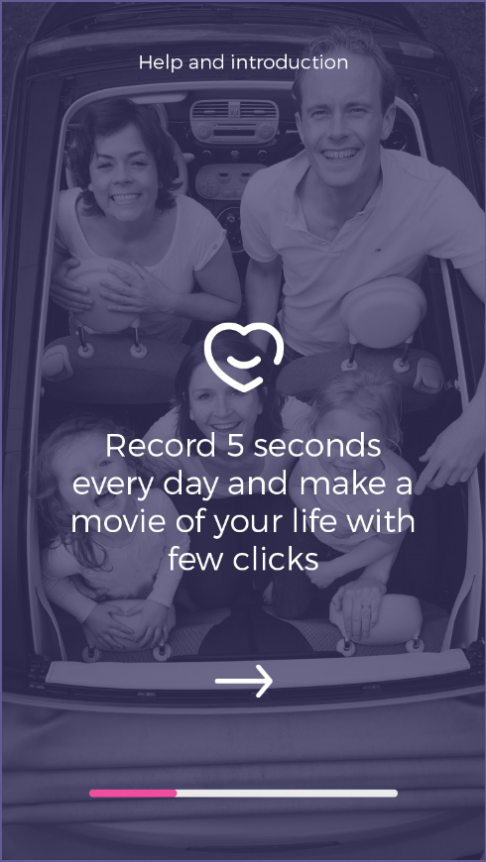 Help and introduction
Record 5 seconds
every day and make a
movie of your life with
few clicks